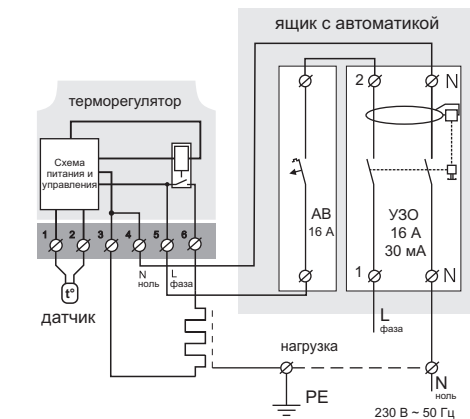 ящик с автоматикой
терморегулятор
2
N
Схема
питания и
управления
АВ
16 А
УЗО
16 А
30 мА
1 2 3 4 5 6
N
ноль
L
фаза
1
N
t°
датчик
L
фаза
нагрузка
PE
N
ноль
230 В ~ 50 Гц